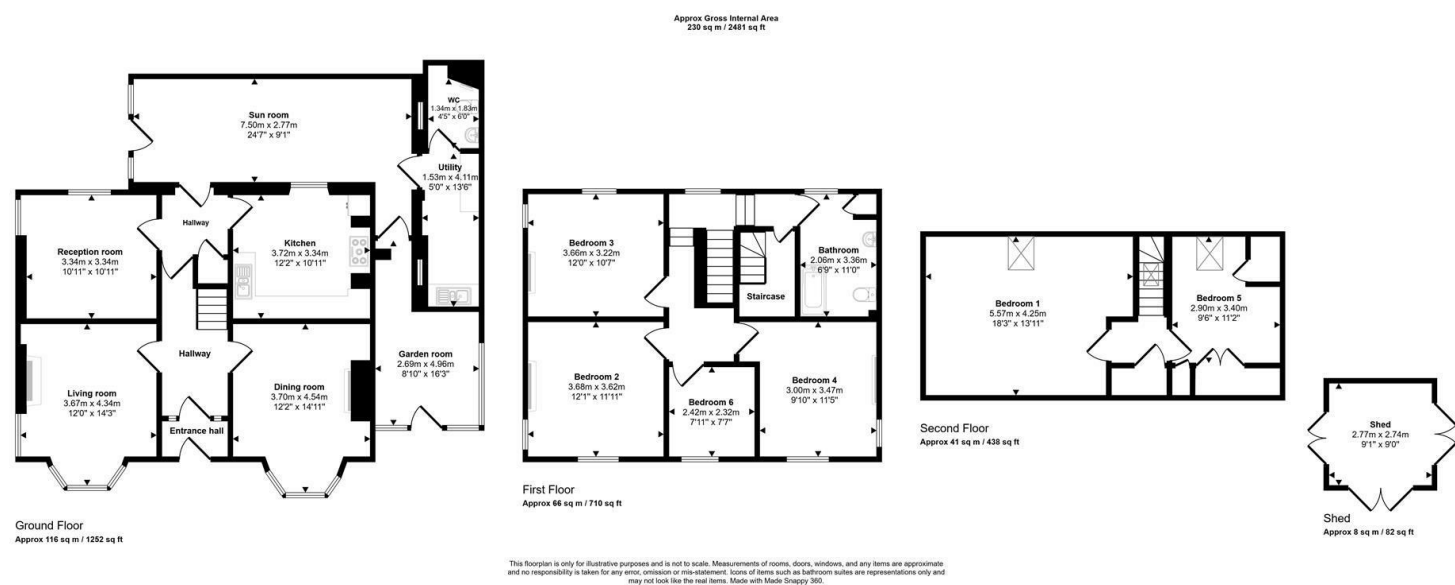 Approx Gross Internal Area
230 sq m / 2481 sq ft
Sun room
7.50m x 2.77m
24'7" x 9'1"
WC
1.34m x 1.83m
4'5" x 6'0"
Utility
1.53m x 4.11m
5'0" x 13'6"
Hallway
Kitchen
3.72m x 3.34m
12'2" x 10'11"
Reception room
3.34m x 3.34m
10'11" x 10'11"
Hallway
Garden room
2.69m x 4.96m
8'10" x 16'3"
Living room
3.67m x 4.34m
12'0" x 14'3"
Dining room
3.70m x 4.54m
12'2" x 14'11"
Entrance hall
Ground Floor
Approx 116 sq m / 1252 sq ft
Bedroom 3
3.66m x 3.22m
12'0" x 10'7"
Bathroom
2.06m x 3.36m
6'9" x 11'0"
Staircase
Bedroom 2
3.68m x 3.62m
12'1" x 11'11"
Bedroom 6
2.42m x 2.32m
7'11" x 7'7"
Bedroom 4
3.00m x 3.47m
9'10" x 11'5"
First Floor
Approx 66 sq m / 710 sq ft
Bedroom 1
5.57m x 4.25m
18'3" x 13'11"
Bedroom 5
2.90m x 3.40m
9'6" x 11'2"
Second Floor
Approx 41 sq m / 438 sq ft
Shed
2.77m x 2.74m
9'1" x 9'0"
Shed
Approx 8 sq m / 82 sq ft
This floorplan is only for illustrative purposes and is not to scale. Measurements of rooms, doors, windows, and any items are approximate
and no responsibility is taken for any error, omission or mis-statement. Icons of items such as bathroom suites are representations only and
may not look like the real items. Made with Made Snappy 360.